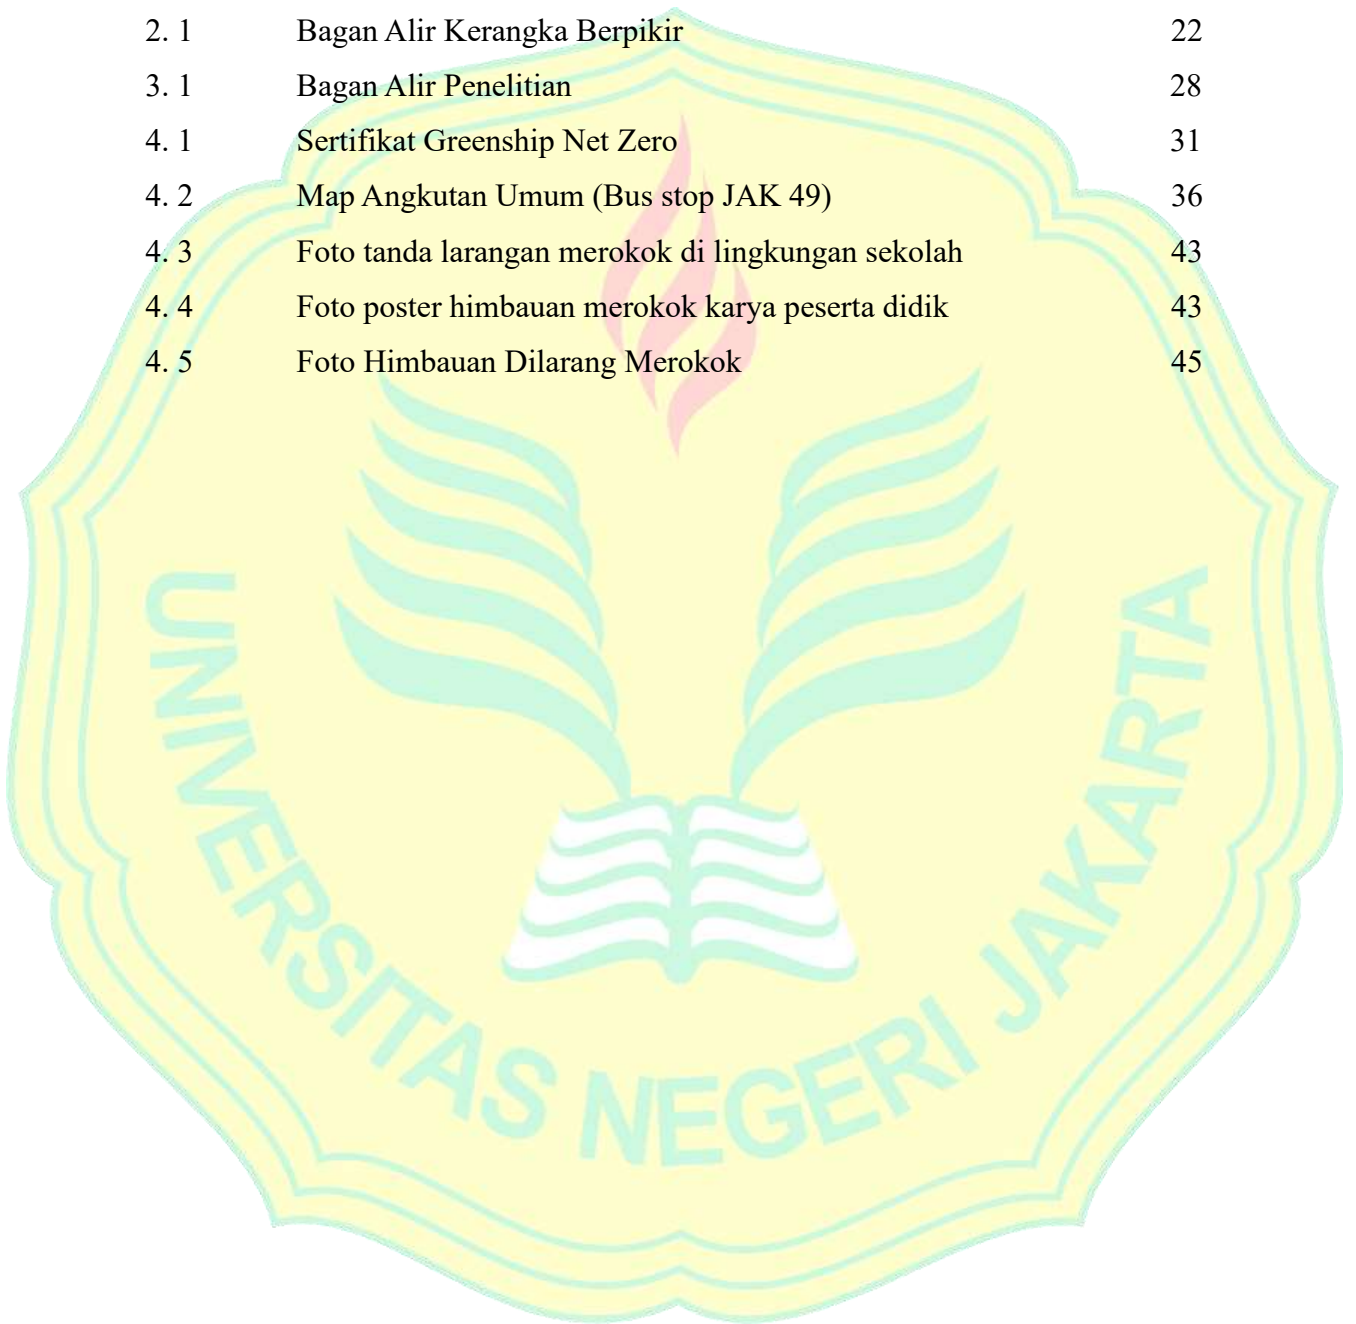 2. 1 Bagan Alir Kerangka Berpikir 22
3. 1 Bagan Alir Penelitian 28
4. 1 Sertifikat Greenship Net Zero 31
4. 2 Map Angkutan Umum (Bus stop JAK 49) 36
4. 3 Foto tanda larangan merokok di lingkungan sekolah 43
4. 4 Foto poster himbauan merokok karya peserta didik 43
4. 5 Foto Himbauan Dilarang Merokok 45
UNIVERSITAS NEGERI JAKARTA